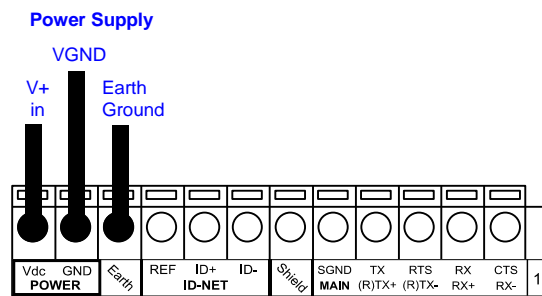 Power Supply
VGND
V+
in
Earth
Ground
Vdc GND Earth REF ID+ ID- Shield SGND TX RTS RX CTS
POWER ID-NET MAIN (R)TX+ (R)TX- RX+ RX- 1